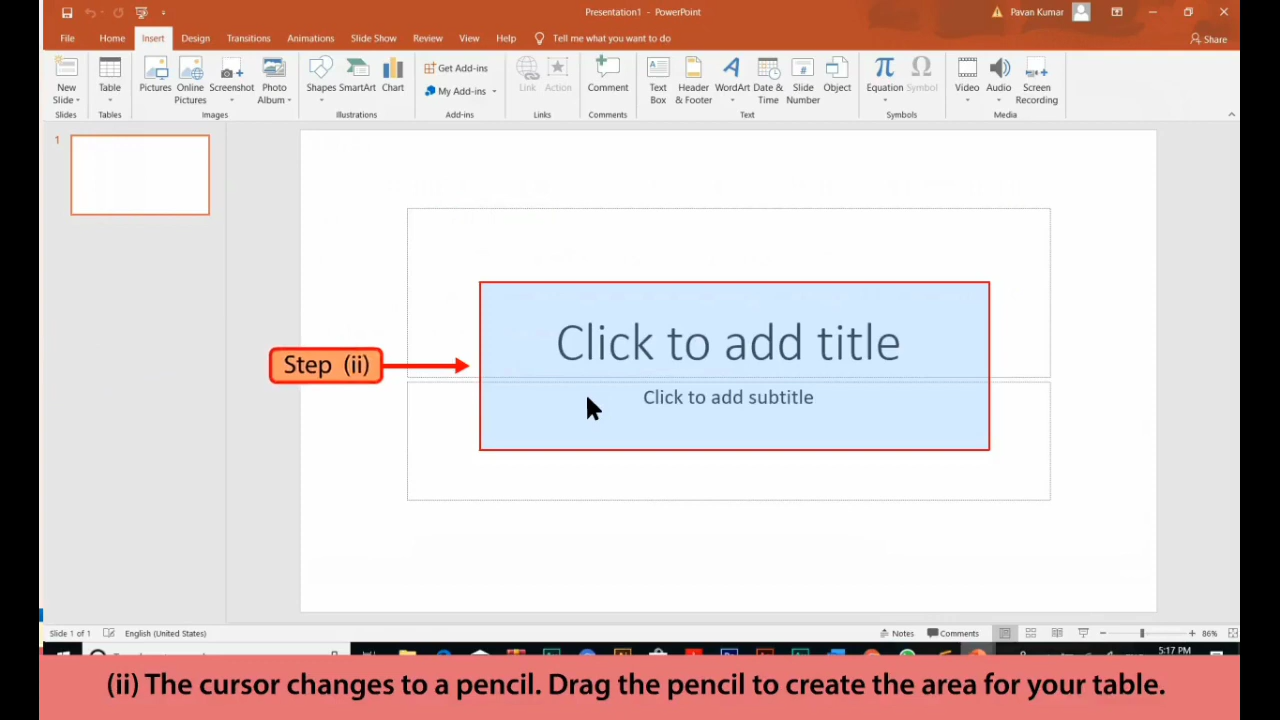 Presentation1 - PowerPoint
Pavan Kumar
File Home Insert Design Transitions Animations Slide Show Review View Help Tell me what you want to do
Share
New Slide
Table
Pictures
Online Pictures
Screenshot
Photo Album
Shapes
SmartArt
Chart
Get Add-ins
My Add-ins
Link
Action
Comment
Text Box
Header & Footer
WordArt
Date & Time
Slide Number
Object
Equation
Symbol
Video
Audio
Screen Recording
Slides Tables Images Illustrations Add-ins Links Comments Text Symbols Media
1
Click to add title
Step (ii)
Click to add subtitle
Slide 1 of 1 English (United States) Notes Comments 86%
5:17 PM
(ii) The cursor changes to a pencil. Drag the pencil to create the area for your table.